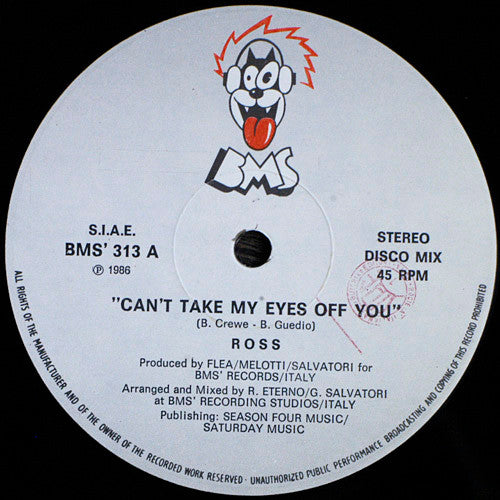 BMS
S.I.A.E.
BMS' 313 A
℗ 1986
STEREO
DISCO MIX
45 RPM
"CAN'T TAKE MY EYES OFF YOU"
(B. Crewe - B. Guedio)
ROSS
Produced by FLEA/MELOTTI/SALVATORI for
BMS' RECORDS/ITALY
Arranged and Mixed by R. ETERNO/G. SALVATORI
at BMS' RECORDING STUDIOS/ITALY
Publishing: SEASON FOUR MUSIC/
SATURDAY MUSIC
ALL RIGHTS OF THE MANUFACTURER AND OF THE OWNER OF THE RECORDED WORK RESERVED · UNAUTHORIZED PUBLIC PERFORMANCE BROADCASTING AND COPYING OF THIS RECORD PROHIBITED